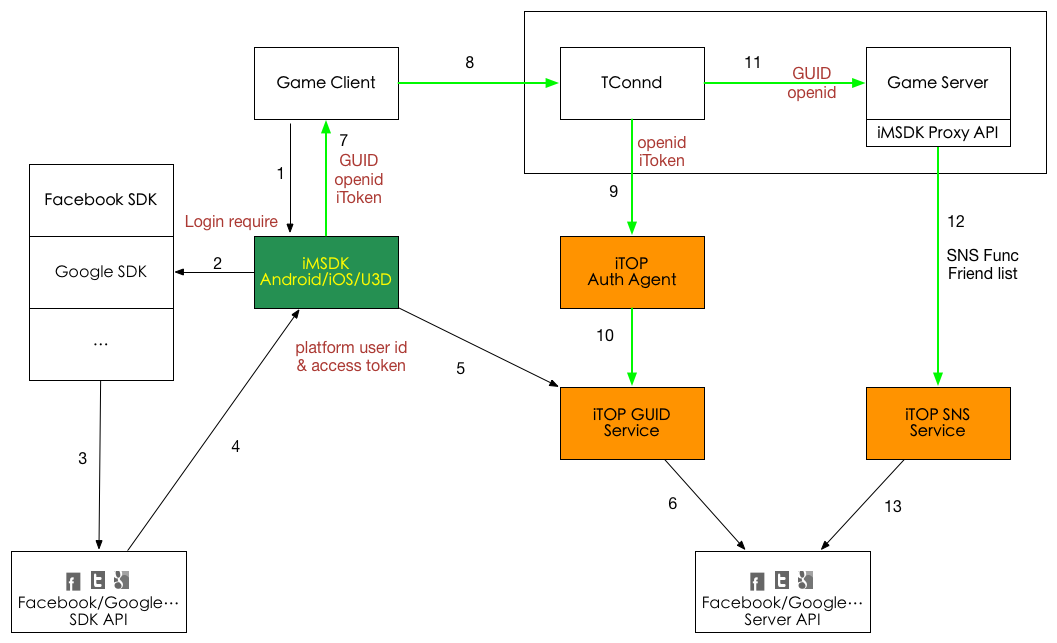 8
11
Game Client
TConnd
GUID
openid
Game Server
iMSDK Proxy API
7
GUID
openid
iToken
openid
iToken
1
9
12
Facebook SDK
Login require
Google SDK
2
iMSDK
Android/iOS/U3D
iTOP
Auth Agent
SNS Func
Friend list
...
platform user id
& access token
5
10
iTOP GUID
Service
iTOP SNS
Service
3
4
6
13
f t g
Facebook/Google...
SDK API
f t g
Facebook/Google...
Server API